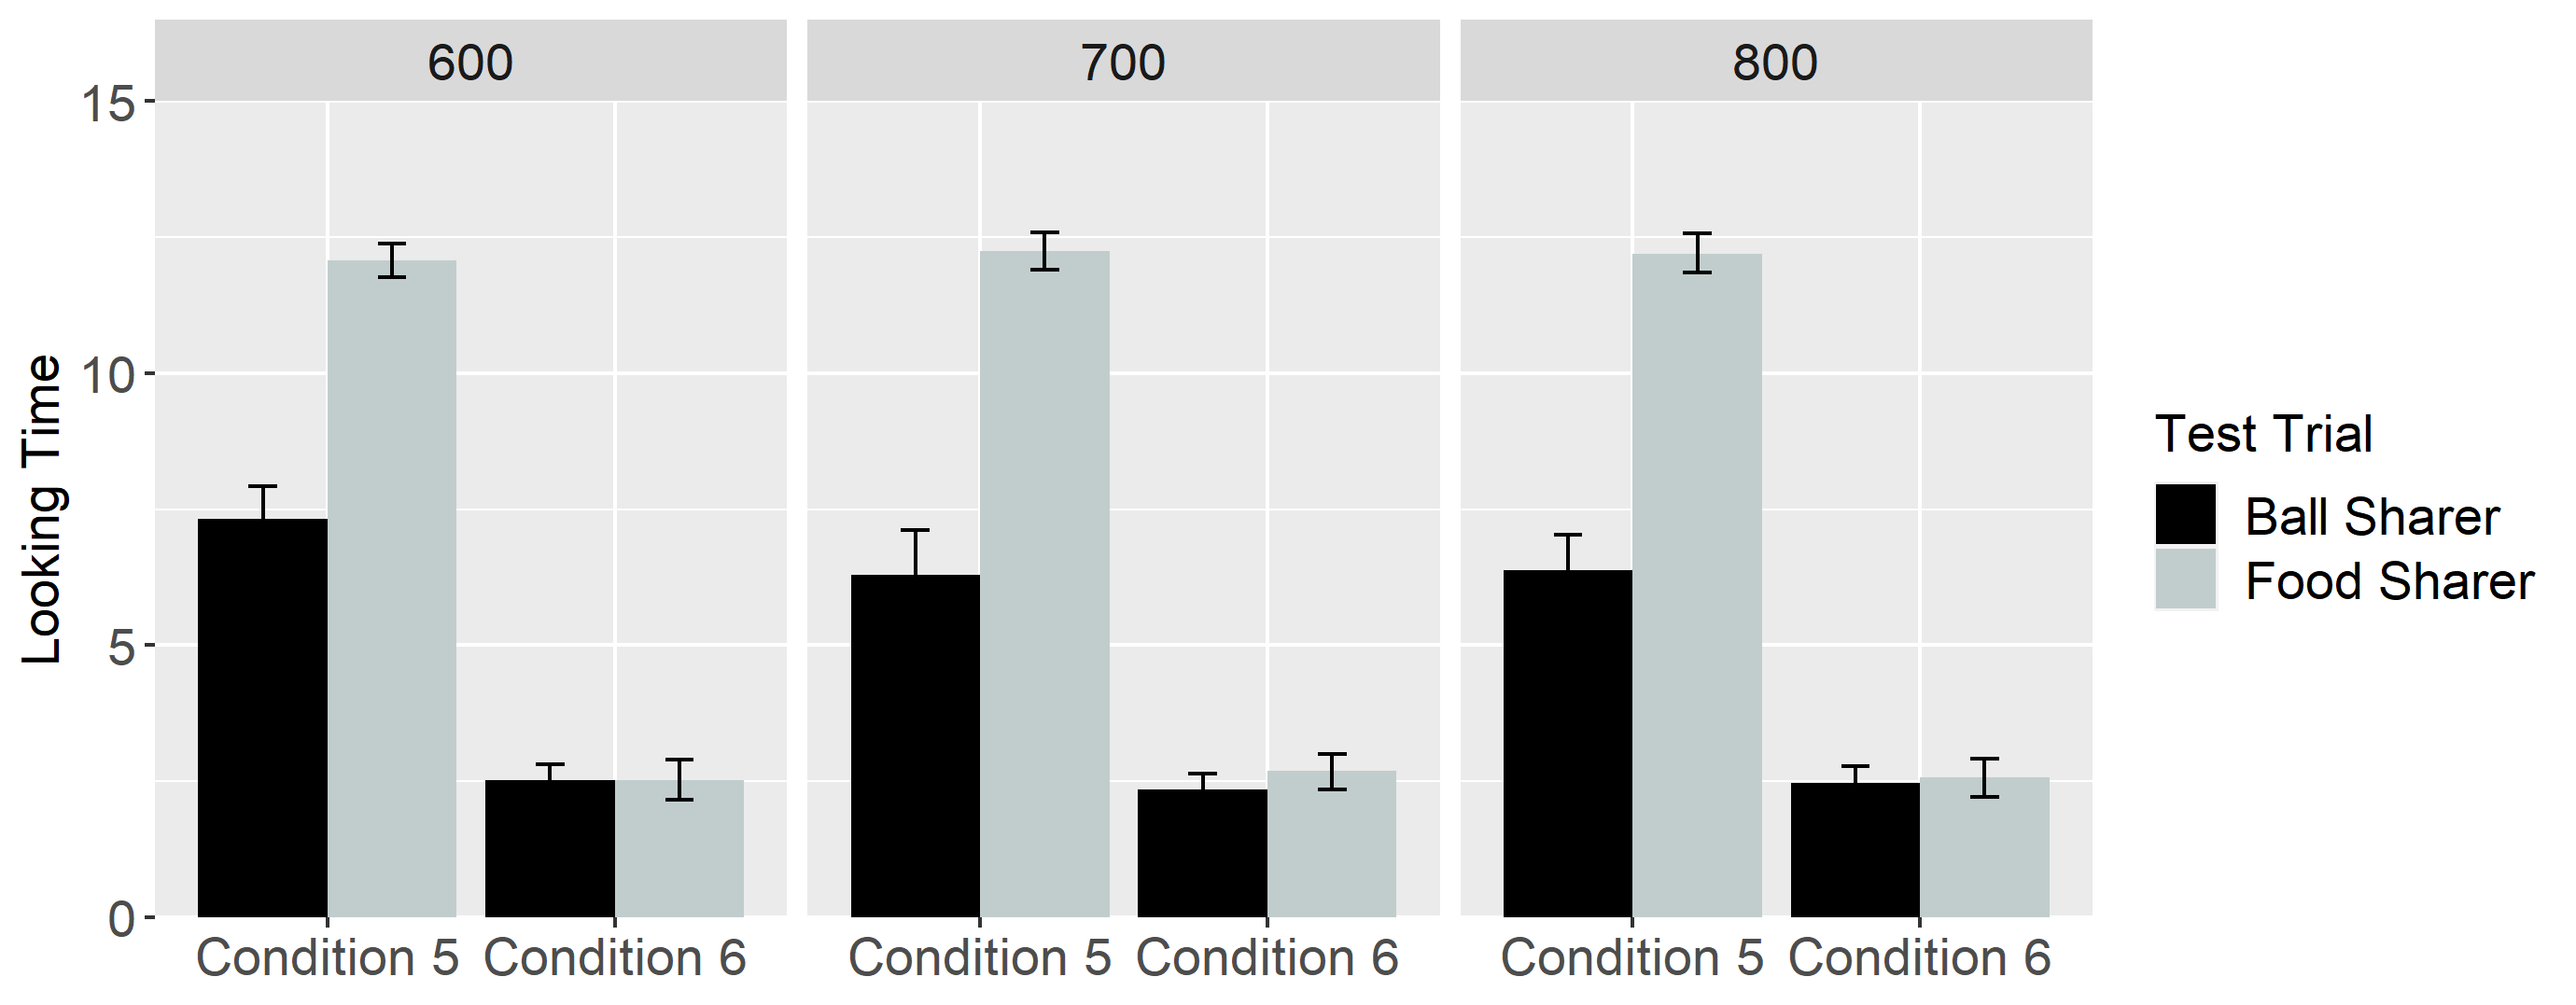 600 700 800
15
10
5
0
Looking Time
Condition 5 Condition 6 Condition 5 Condition 6 Condition 5 Condition 6
Test Trial
Ball Sharer
Food Sharer